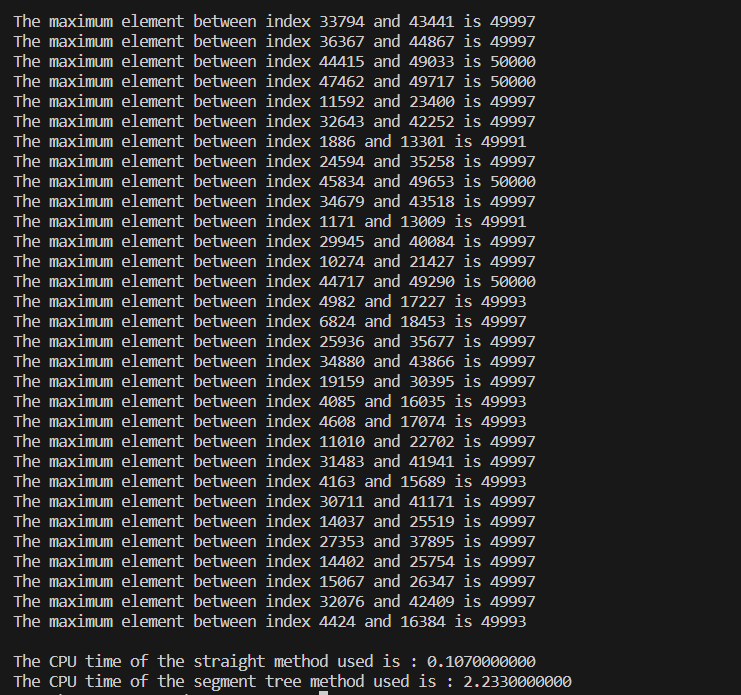 The maximum element between index 33794 and 43441 is 49997
The maximum element between index 36367 and 44867 is 49997
The maximum element between index 44415 and 49033 is 50000
The maximum element between index 47462 and 49717 is 50000
The maximum element between index 11592 and 23400 is 49997
The maximum element between index 32643 and 42252 is 49997
The maximum element between index 1886 and 13301 is 49991
The maximum element between index 24594 and 35258 is 49997
The maximum element between index 45834 and 49653 is 50000
The maximum element between index 34679 and 43518 is 49997
The maximum element between index 1171 and 13009 is 49991
The maximum element between index 29945 and 40084 is 49997
The maximum element between index 10274 and 21427 is 49997
The maximum element between index 44717 and 49290 is 50000
The maximum element between index 4982 and 17227 is 49993
The maximum element between index 6824 and 18453 is 49997
The maximum element between index 25936 and 35677 is 49997
The maximum element between index 34880 and 43866 is 49997
The maximum element between index 19159 and 30395 is 49997
The maximum element between index 4085 and 16035 is 49993
The maximum element between index 4608 and 17074 is 49993
The maximum element between index 11010 and 22702 is 49997
The maximum element between index 31483 and 41941 is 49997
The maximum element between index 4163 and 15689 is 49993
The maximum element between index 30711 and 41171 is 49997
The maximum element between index 14037 and 25519 is 49997
The maximum element between index 27353 and 37895 is 49997
The maximum element between index 14402 and 25754 is 49997
The maximum element between index 15067 and 26347 is 49997
The maximum element between index 32076 and 42409 is 49997
The maximum element between index 4424 and 16384 is 49993
The CPU time of the straight method used is : 0.1070000000
The CPU time of the segment tree method used is : 2.2330000000